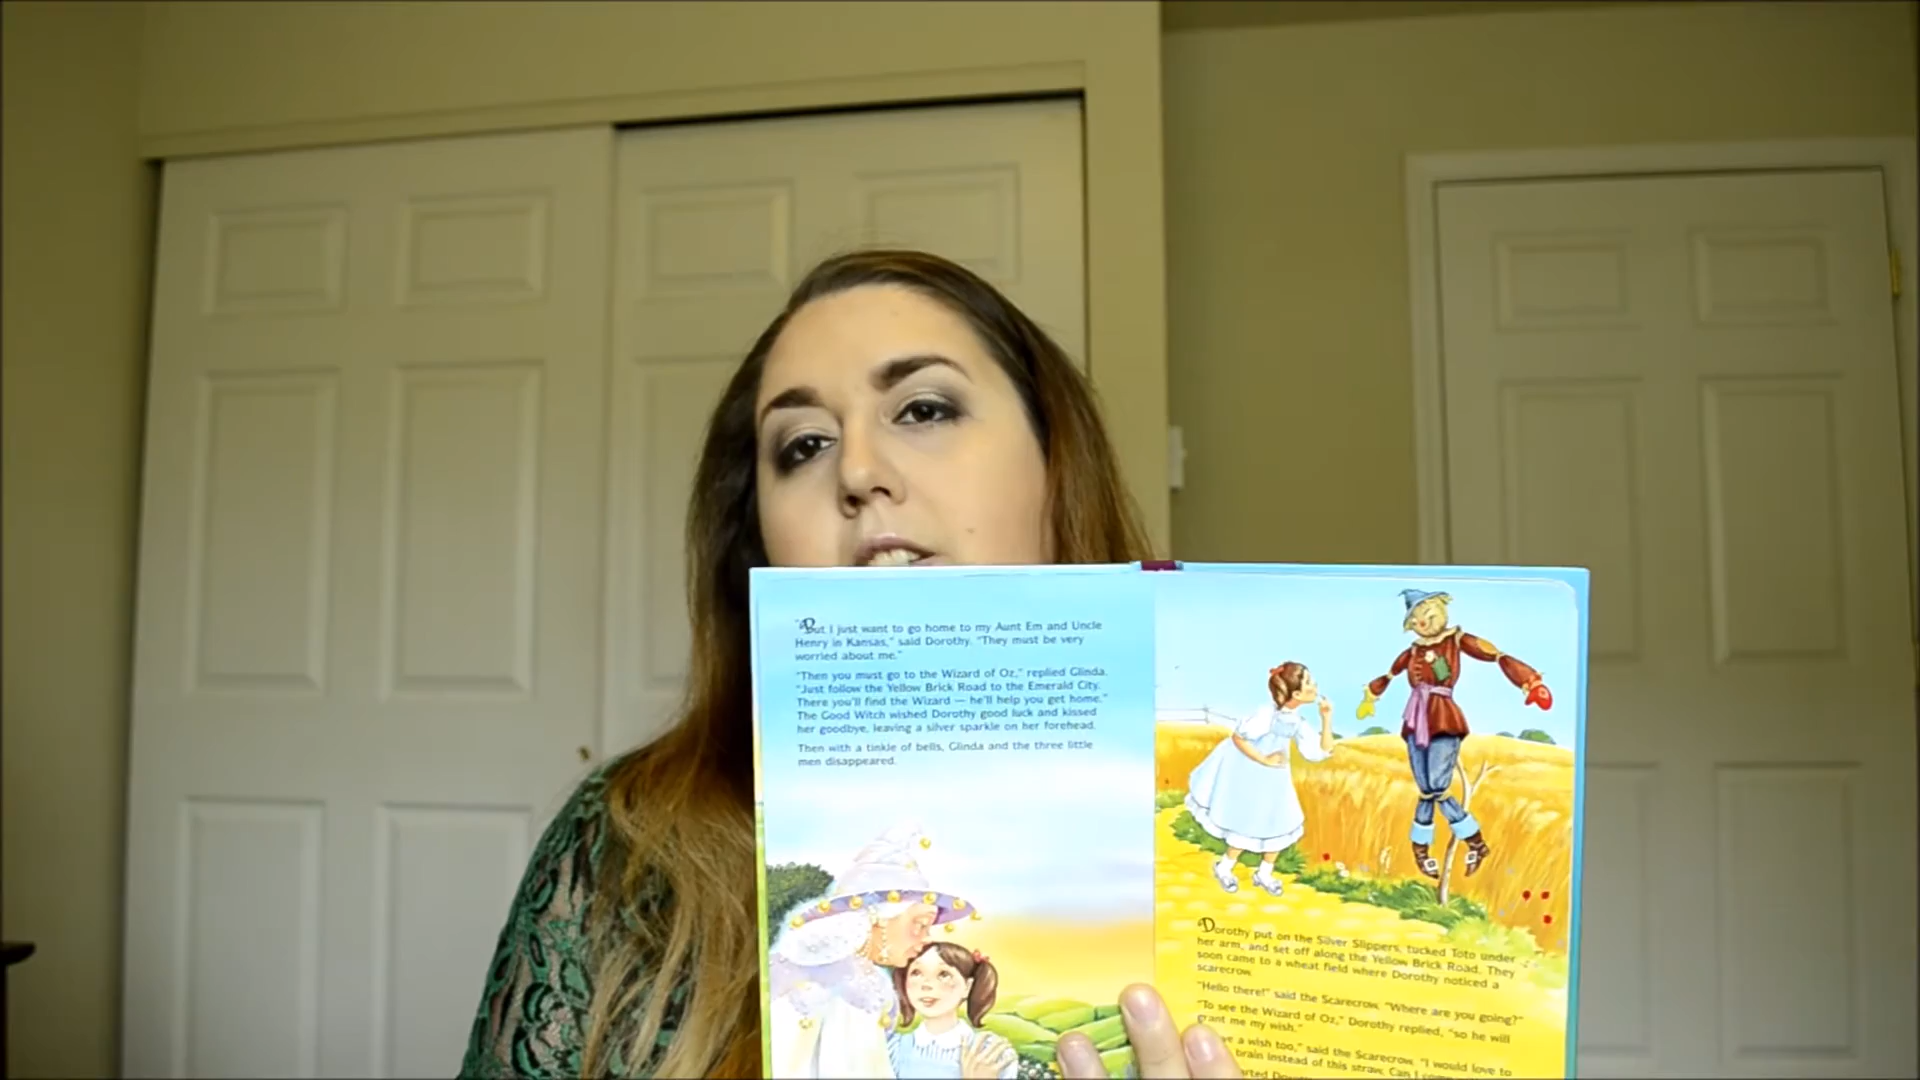 "But I just want to go home to my Aunt Em and Uncle
Henry in Kansas," said Dorothy. "They must be very
worried about me."
"Then you must go to the Wizard of Oz," replied Glinda.
"Just follow the Yellow Brick Road to the Emerald City.
There you'll find the Wizard — he'll help you get home."
The Good Witch wished Dorothy good luck and kissed
her goodbye, leaving a silver sparkle on her forehead.
Then with a tinkle of bells, Glinda and the three little
men disappeared.
Dorothy put on the Silver Slippers, tucked Toto under
her arm, and set off along the Yellow Brick Road. They
soon came to a wheat field where Dorothy noticed a
scarecrow.
"Hello there!" said the Scarecrow. "Where are you going?"
"To see the Wizard of Oz," Dorothy replied, "so he will
grant me my wish."
a wish too," said the Scarecrow. "I would love to
brain instead of this straw. Can I